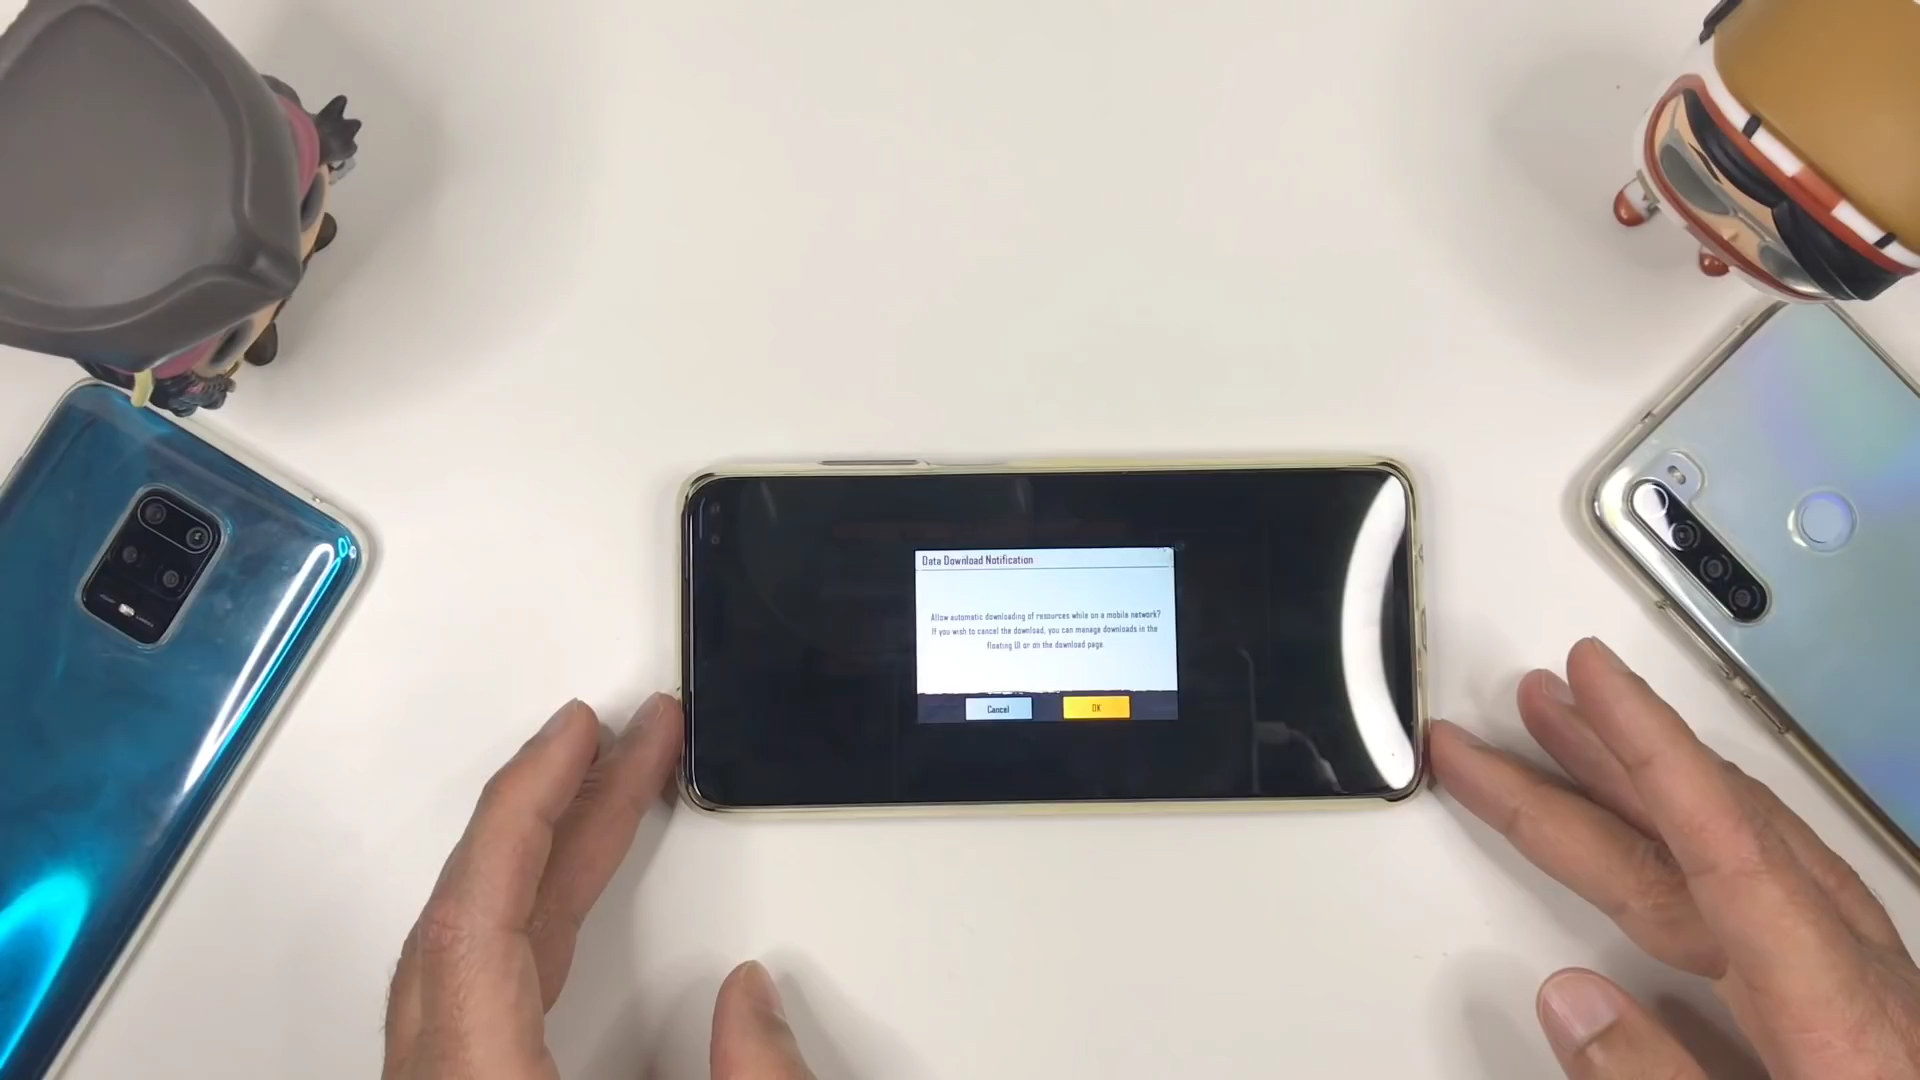 Data Download Notification
Allow automatic downloading of resources while on a mobile network?
If you wish to cancel the download, you can manage downloads in the
floating UI or on the download page.
Cancel
OK